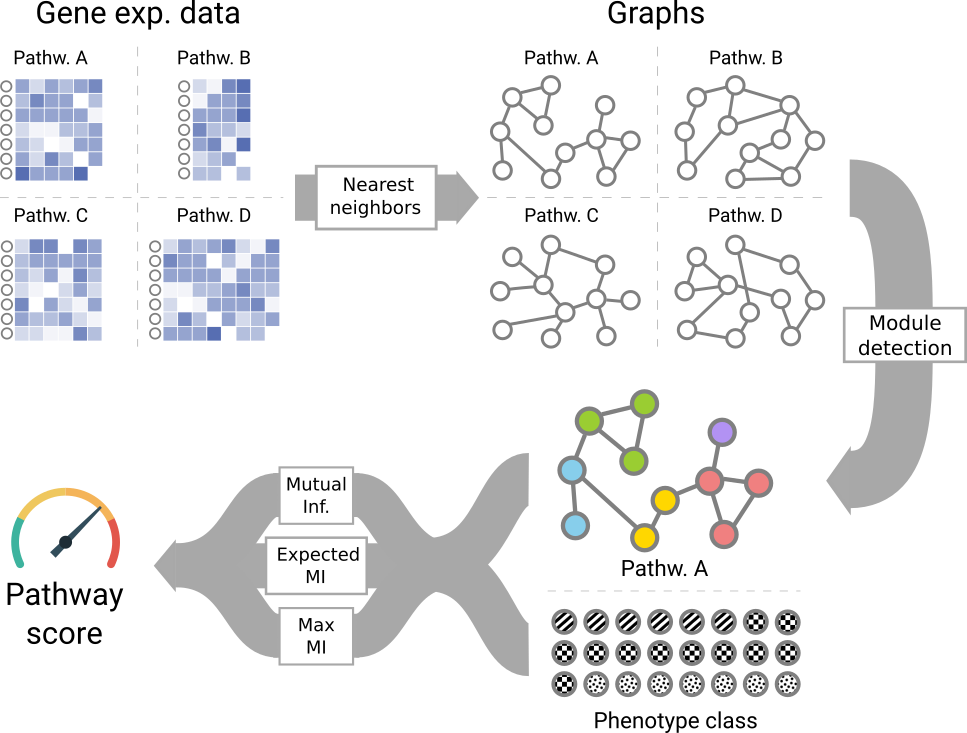 Gene exp. data
Graphs
Pathw. A
Pathw. B
Pathw. A
Pathw. B
Nearest
neighbors
Pathw. C
Pathw. D
Pathw. C
Pathw. D
Module
detection
Mutual
Inf.
Expected
MI
Max
MI
Pathway
score
Pathw. A
Phenotype class